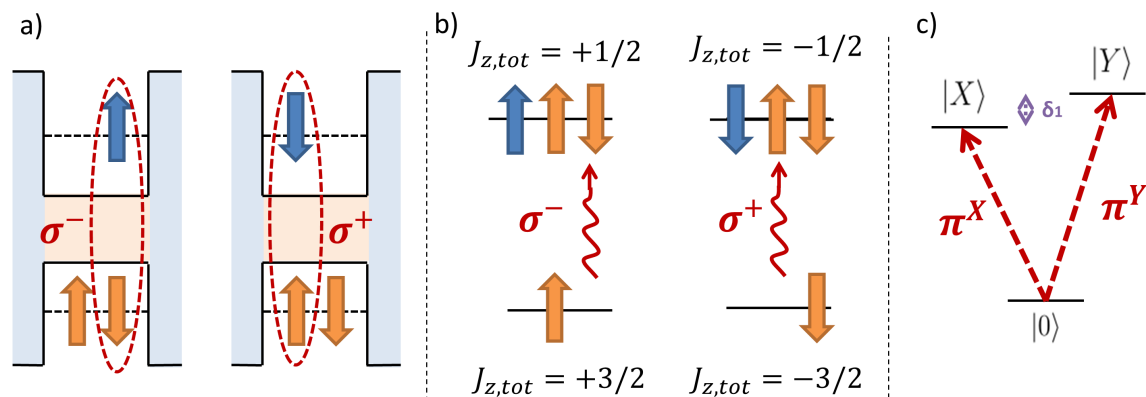 a)
σ⁻
σ⁺
b)
J_{z,tot} = +1/2
J_{z,tot} = −1/2
σ⁻
σ⁺
J_{z,tot} = +3/2
J_{z,tot} = −3/2
c)
|X⟩
|Y⟩
δ₁
π^X
π^Y
|0⟩